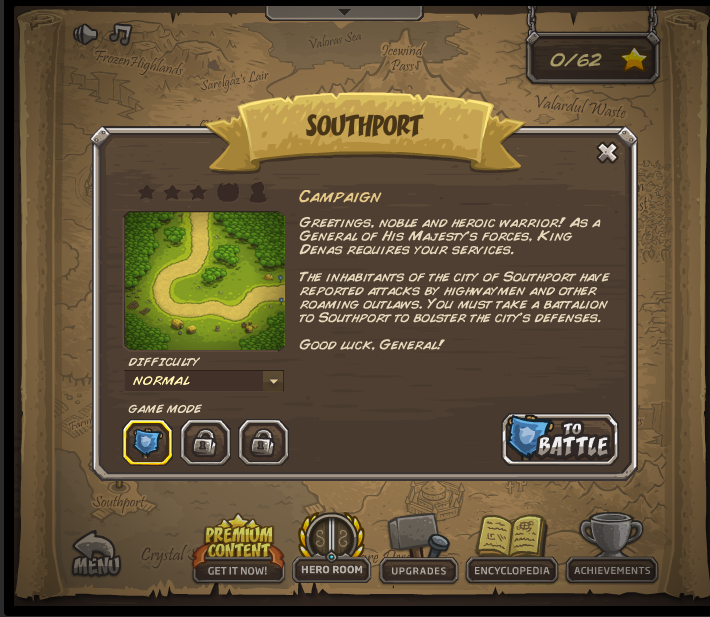 Valoras Sea
Icewind
Pass
0/62
Frozen Highlands
Sarelgaz's Lair
Valardul Waste
SOUTHPORT
CAMPAIGN
GREETINGS, NOBLE AND HEROIC WARRIOR! AS A
GENERAL OF HIS MAJESTY'S FORCES, KING
DENAS REQUIRES YOUR SERVICES.
THE INHABITANTS OF THE CITY OF SOUTHPORT HAVE
REPORTED ATTACKS BY HIGHWAYMEN AND OTHER
ROAMING OUTLAWS. YOU MUST TAKE A BATTALION
TO SOUTHPORT TO BOLSTER THE CITY'S DEFENSES.
GOOD LUCK, GENERAL!
DIFFICULTY
NORMAL
GAME MODE
TO
BATTLE
Southport
Crystal
MENU
PREMIUM
CONTENT
GET IT NOW!
HERO ROOM
UPGRADES
ENCYCLOPEDIA
ACHIEVEMENTS